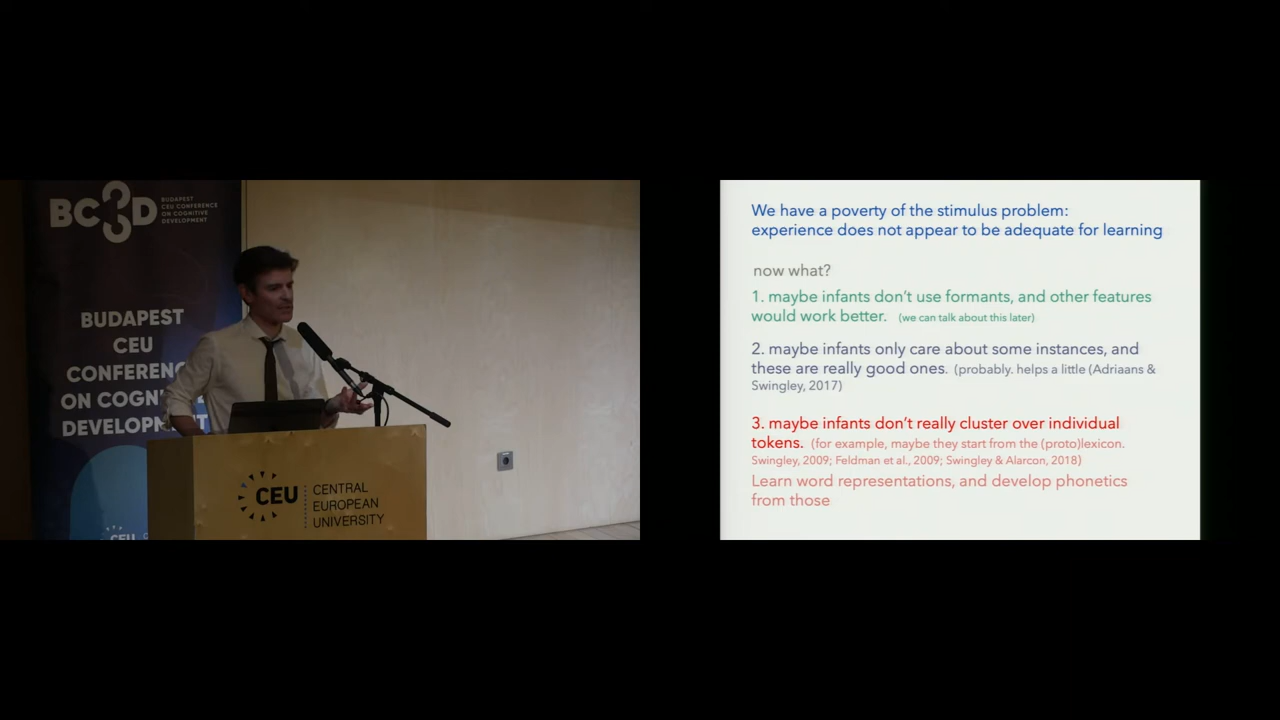 BC3D
BUDAPEST
CEU CONFERENCE
ON COGNITIVE
DEVELOPMENT
BUDAPEST
CEU
CONFERENC
ON COGN
DEVELOPMENT
CEU
CEU
CENTRAL
EUROPEAN
UNIVERSITY
We have a poverty of the stimulus problem:
experience does not appear to be adequate for learning
now what?
1. maybe infants don't use formants, and other features
would work better. (we can talk about this later)
2. maybe infants only care about some instances, and
these are really good ones. (probably. helps a little (Adriaans &
Swingley, 2017)
3. maybe infants don't really cluster over individual
tokens. (for example, maybe they start from the (proto)lexicon.
Swingley, 2009; Feldman et al., 2009; Swingley & Alarcon, 2018)
Learn word representations, and develop phonetics
from those